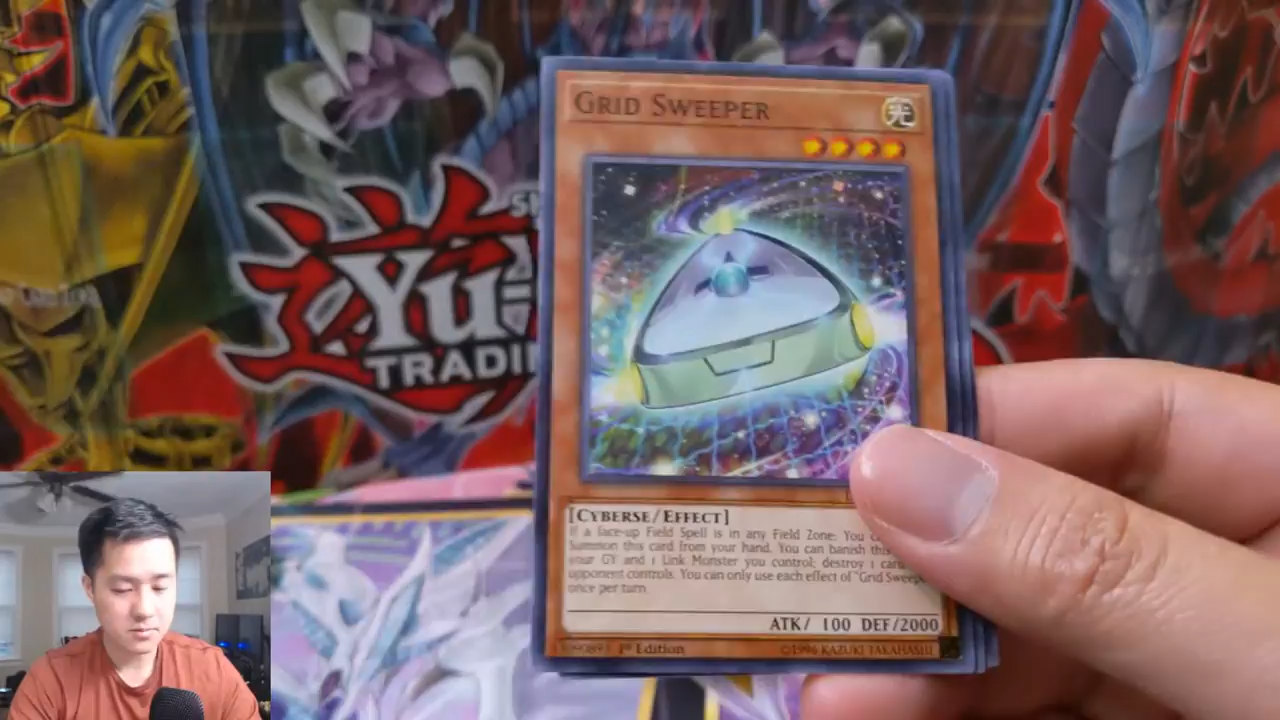 GRID SWEEPER
光
Yu
TRADIN
[CYBERSE/EFFECT]
If a face-up Field Spell is in any Field Zone: You c
Summon this card from your hand. You can banish this
your GY and 1 Link Monster you control; destroy 1 card
opponent controls. You can only use each effect of "Grid Sweepe
once per turn.
ATK/ 100 DEF/2000
1st Edition
©1996 KAZUKI TAKAHASHI